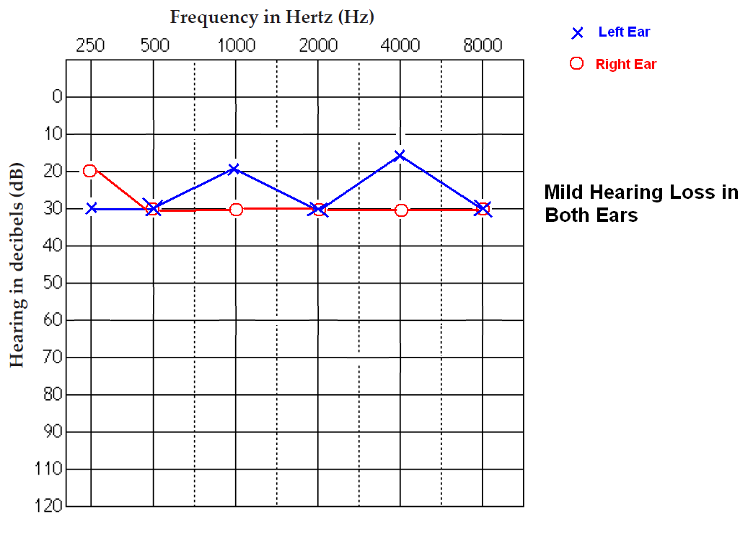 Frequency in Hertz (Hz)
250 500 1000 2000 4000 8000
Left Ear
Right Ear
Hearing in decibels (dB)
0
10
20
30
40
50
60
70
80
90
110
120
Mild Hearing Loss in
Both Ears